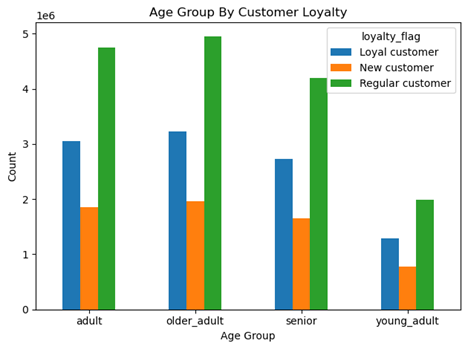 Age Group By Customer Loyalty
1e6
loyalty_flag
Loyal customer
New customer
Regular customer
5
4
3
2
1
0
Count
adult older_adult senior young_adult
Age Group